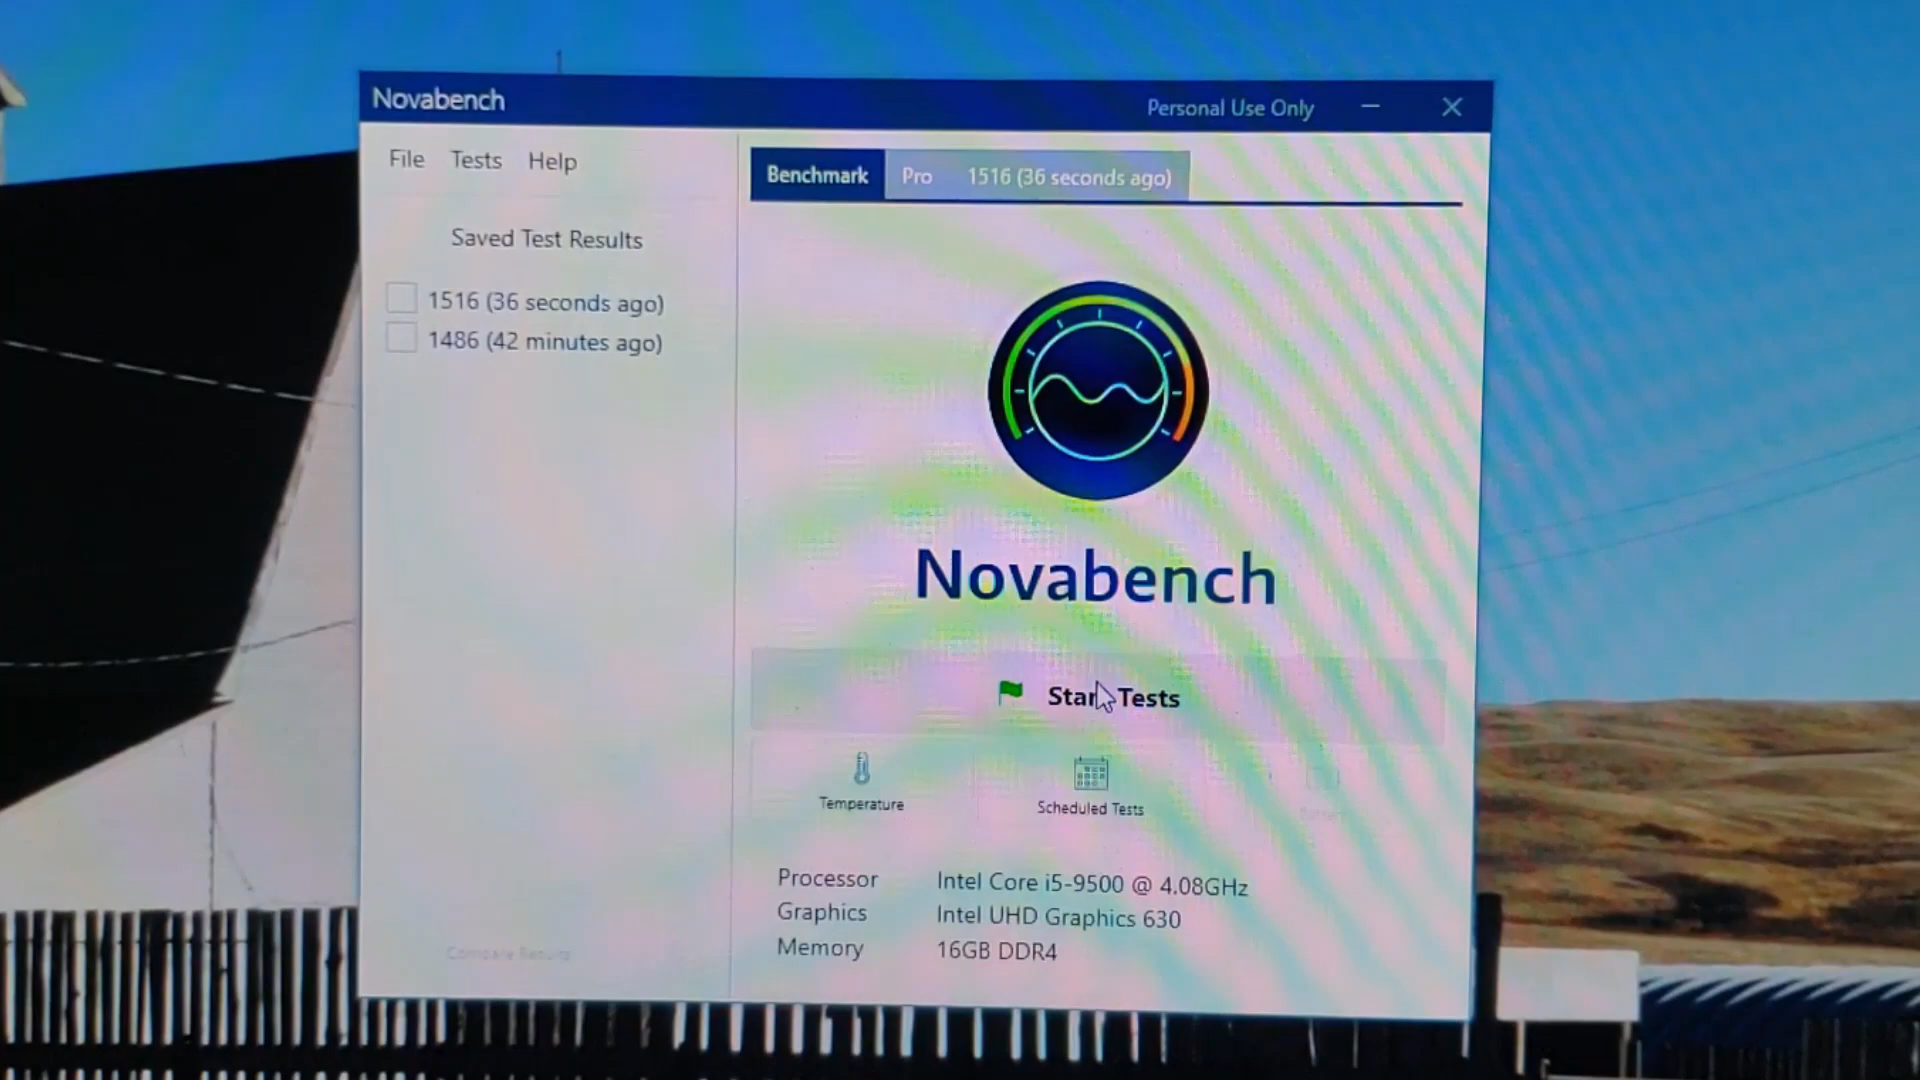 Novabench
Personal Use Only
File Tests Help
Benchmark Pro 1516 (36 seconds ago)
Saved Test Results
1516 (36 seconds ago)
1486 (42 minutes ago)
Novabench
Start Tests
Temperature
Scheduled Tests
Processor Intel Core i5-9500 @ 4.08GHz
Graphics Intel UHD Graphics 630
Memory 16GB DDR4
Compare Results